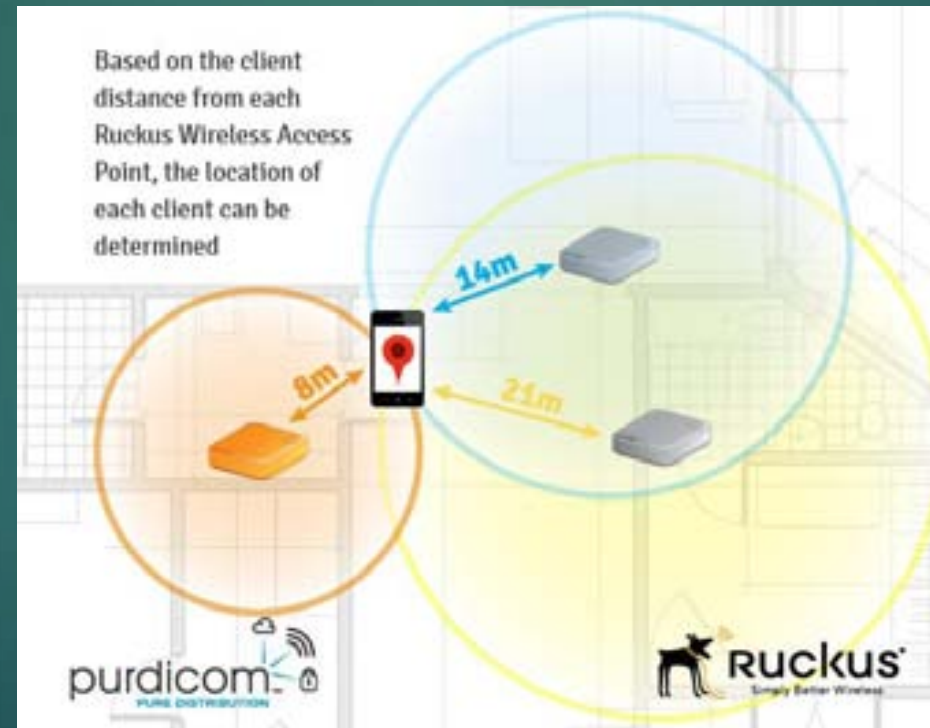 Based on the client
distance from each
Ruckus Wireless Access
Point, the location of
each client can be
determined
14m
8m
21m
purdicom
PURE DISTRIBUTION
Ruckus
Simply Better Wireless